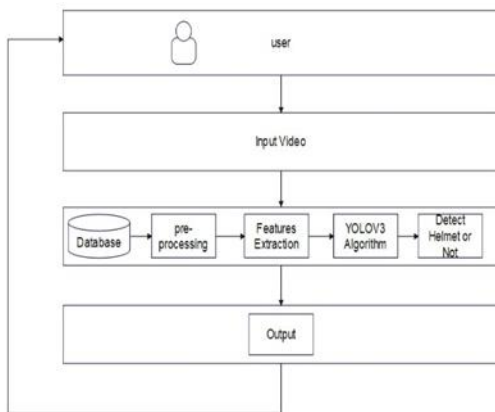 user
Input Video
Database
pre-
processing
Features
Extraction
YOLOV3
Algorithm
Detect
Helmet or
Not
Output